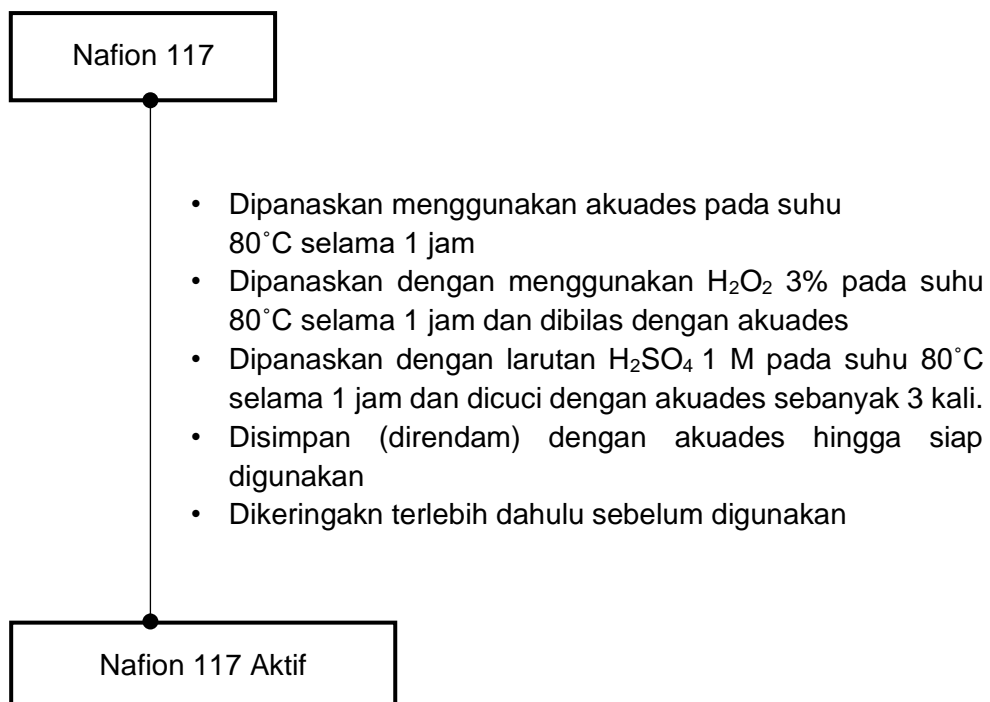 Nafion 117
• Dipanaskan menggunakan akuades pada suhu
80˚C selama 1 jam
• Dipanaskan dengan menggunakan H₂O₂ 3% pada suhu
80˚C selama 1 jam dan dibilas dengan akuades
• Dipanaskan dengan larutan H₂SO₄ 1 M pada suhu 80˚C
selama 1 jam dan dicuci dengan akuades sebanyak 3 kali.
• Disimpan (direndam) dengan akuades hingga siap
digunakan
• Dikeringakn terlebih dahulu sebelum digunakan
Nafion 117 Aktif